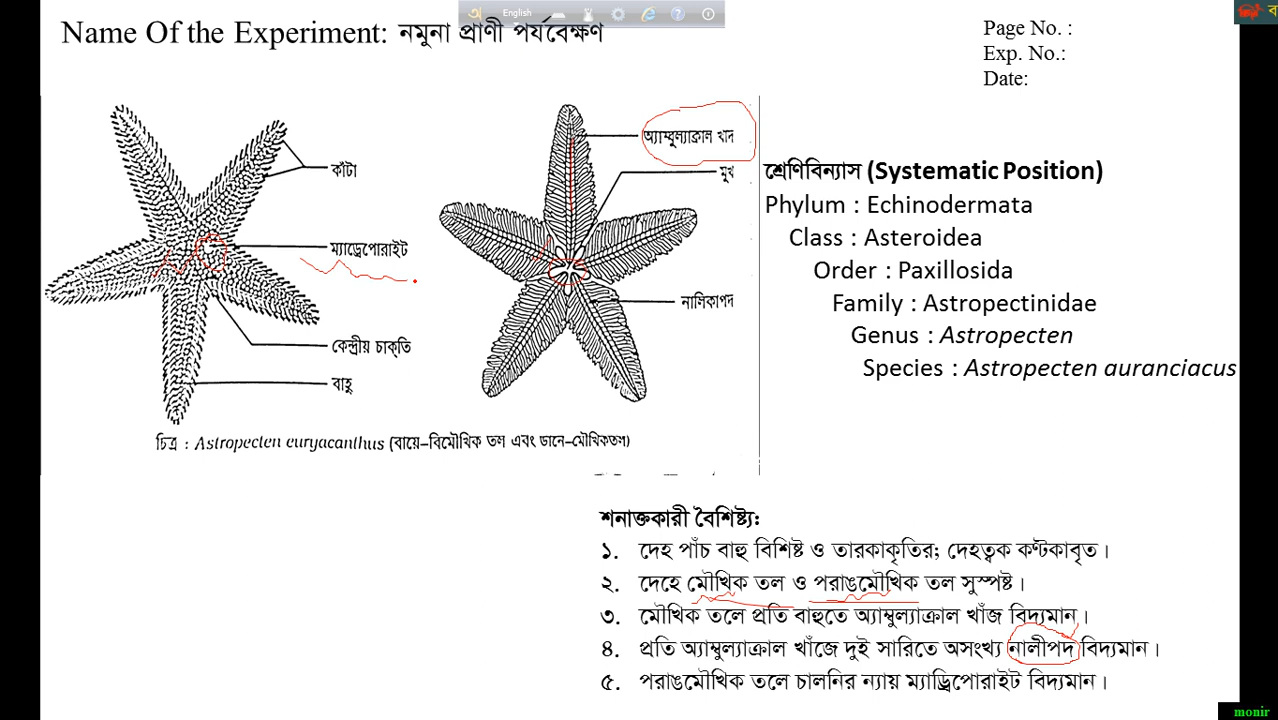 English
ব
Name Of the Experiment: নমুনা প্রাণী পর্যবেক্ষণ
Page No. :
Exp. No.:
Date:
কাঁটা
ম্যাড্রেপোরাইট
কেন্দ্রীয় চাক্‌তি
বাহু
অ্যাম্বুল্যাক্রাল খাদ
মুখ
নালিকাপদ
চিত্র : Astropecten euryacanthus (বায়ে–বিমৌখিক তল এবং ডানে–মৌখিকতল)
শ্রেণিবিন্যাস (Systematic Position)
Phylum : Echinodermata
Class : Asteroidea
Order : Paxillosida
Family : Astropectinidae
Genus : Astropecten
Species : Astropecten auranciacus
শনাক্তকারী বৈশিষ্ট্য:
১. দেহ পাঁচ বাহু বিশিষ্ট ও তারকাকৃতির; দেহত্বক কণ্টকাবৃত।
২. দেহে মৌখিক তল ও পরাঙমৌখিক তল সুস্পষ্ট।
৩. মৌখিক তলে প্রতি বাহুতে অ্যাম্বুল্যাক্রাল খাঁজ বিদ্যমান।
৪. প্রতি অ্যাম্বুল্যাক্রাল খাঁজে দুই সারিতে অসংখ্য নালীপদ বিদ্যমান।
৫. পরাঙমৌখিক তলে চালনির ন্যায় ম্যাড্রিপোরাইট বিদ্যমান।
monir